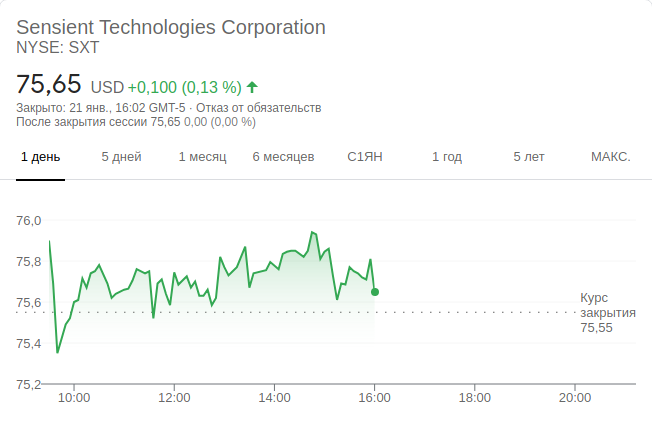 Sensient Technologies Corporation
NYSE: SXT
75,65 USD +0,100 (0,13 %)
Закрыто: 21 янв., 16:02 GMT-5 · Отказ от обязательств
После закрытия сессии 75,65 0,00 (0,00 %)
1 день 5 дней 1 месяц 6 месяцев С1ЯН 1 год 5 лет МАКС.
76,0
75,8
75,6
75,4
75,2
Курс
закрытия
75,55
10:00 12:00 14:00 16:00 18:00 20:00